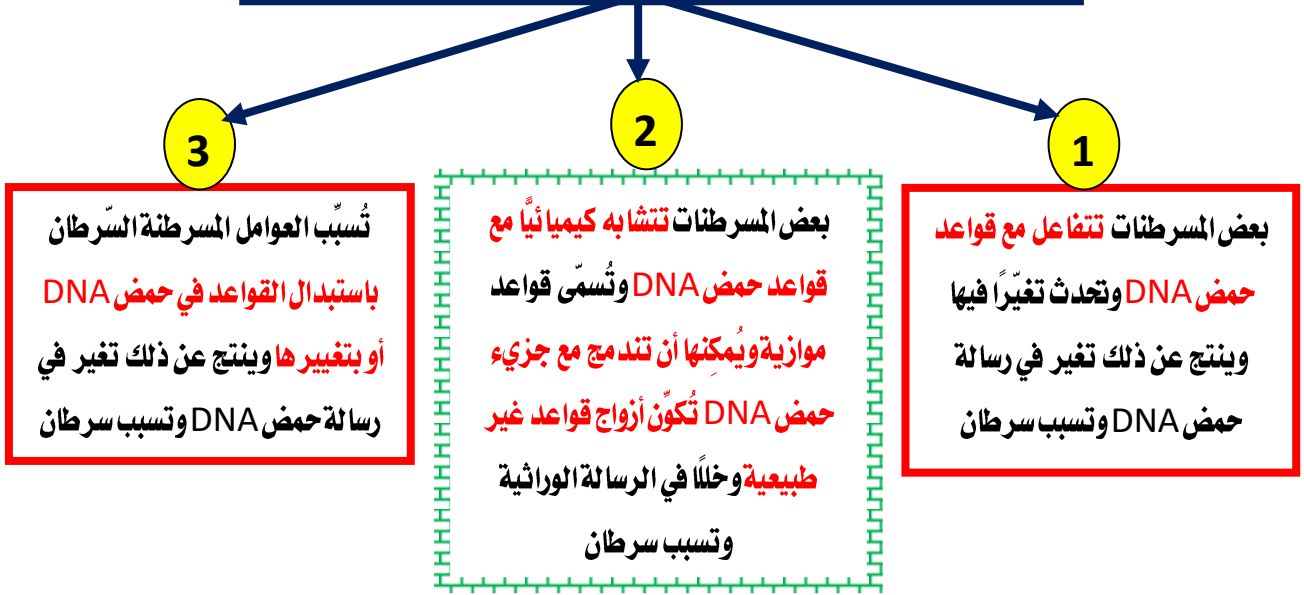 1
بعض المسرطنات تتفاعل مع قواعد
حمض DNA وتحدث تغيّرًا فيها
وينتج عن ذلك تغير في رسالة
حمض DNA وتسبب سرطان
2
بعض المسرطنات تتشابه كيميائيًّا مع
قواعد حمض DNA وتُسمّى قواعد
موازية ويُمكِنها أن تندمج مع جزيء
حمض DNA تُكوِّن أزواج قواعد غير
طبيعية وخللًا في الرسالة الوراثية
وتسبب سرطان
3
تُسبِّب العوامل المسرطنة السّرطان
باستبدال القواعد في حمض DNA
أو بتغييرها وينتج عن ذلك تغير في
رسالة حمض DNA وتسبب سرطان